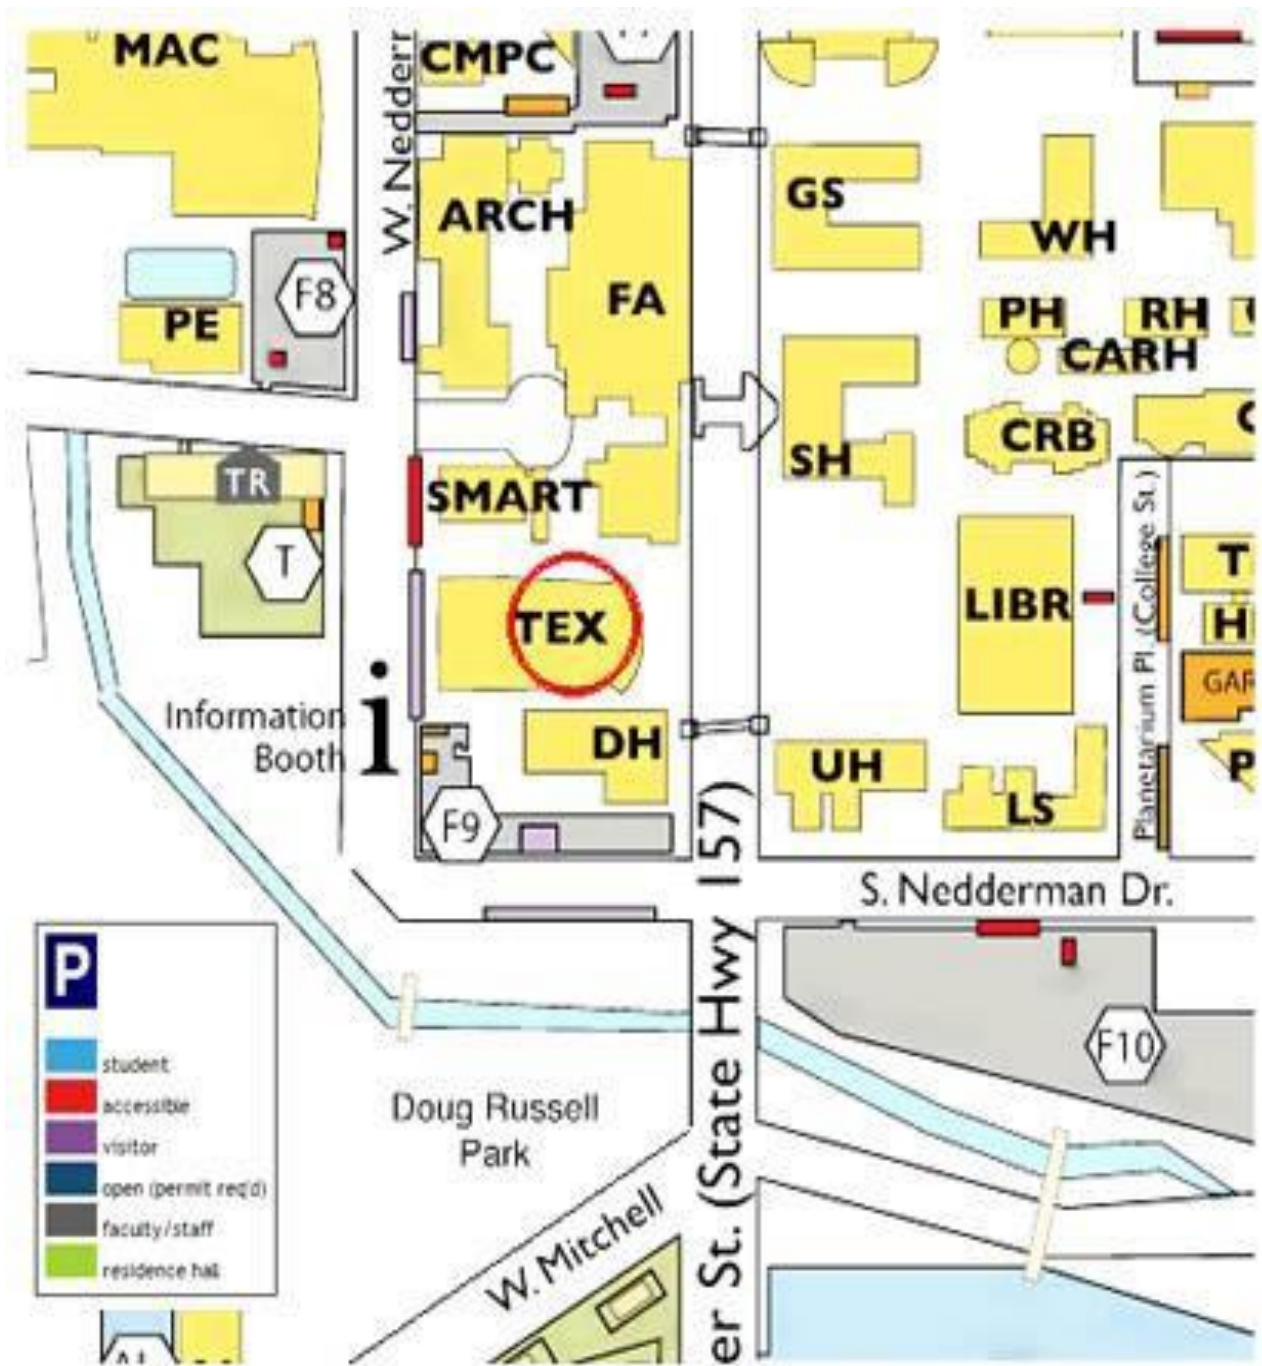 MAC
W. Nedderr
CMPC
ARCH
GS
WH
F8
FA
PE
PH
RH
CARH
CRB
SH
TR
SMART
T
TEX
LIBR
Planetarium Pl. (College St.)
T
H
GAR
P
Information
Booth
i
DH
UH
LS
F9
S. Nedderman Dr.
er St. (State Hwy 157)
F10
P
student
accessible
visitor
open (permit req'd)
faculty/staff
residence hall
Doug Russell
Park
W. Mitchell